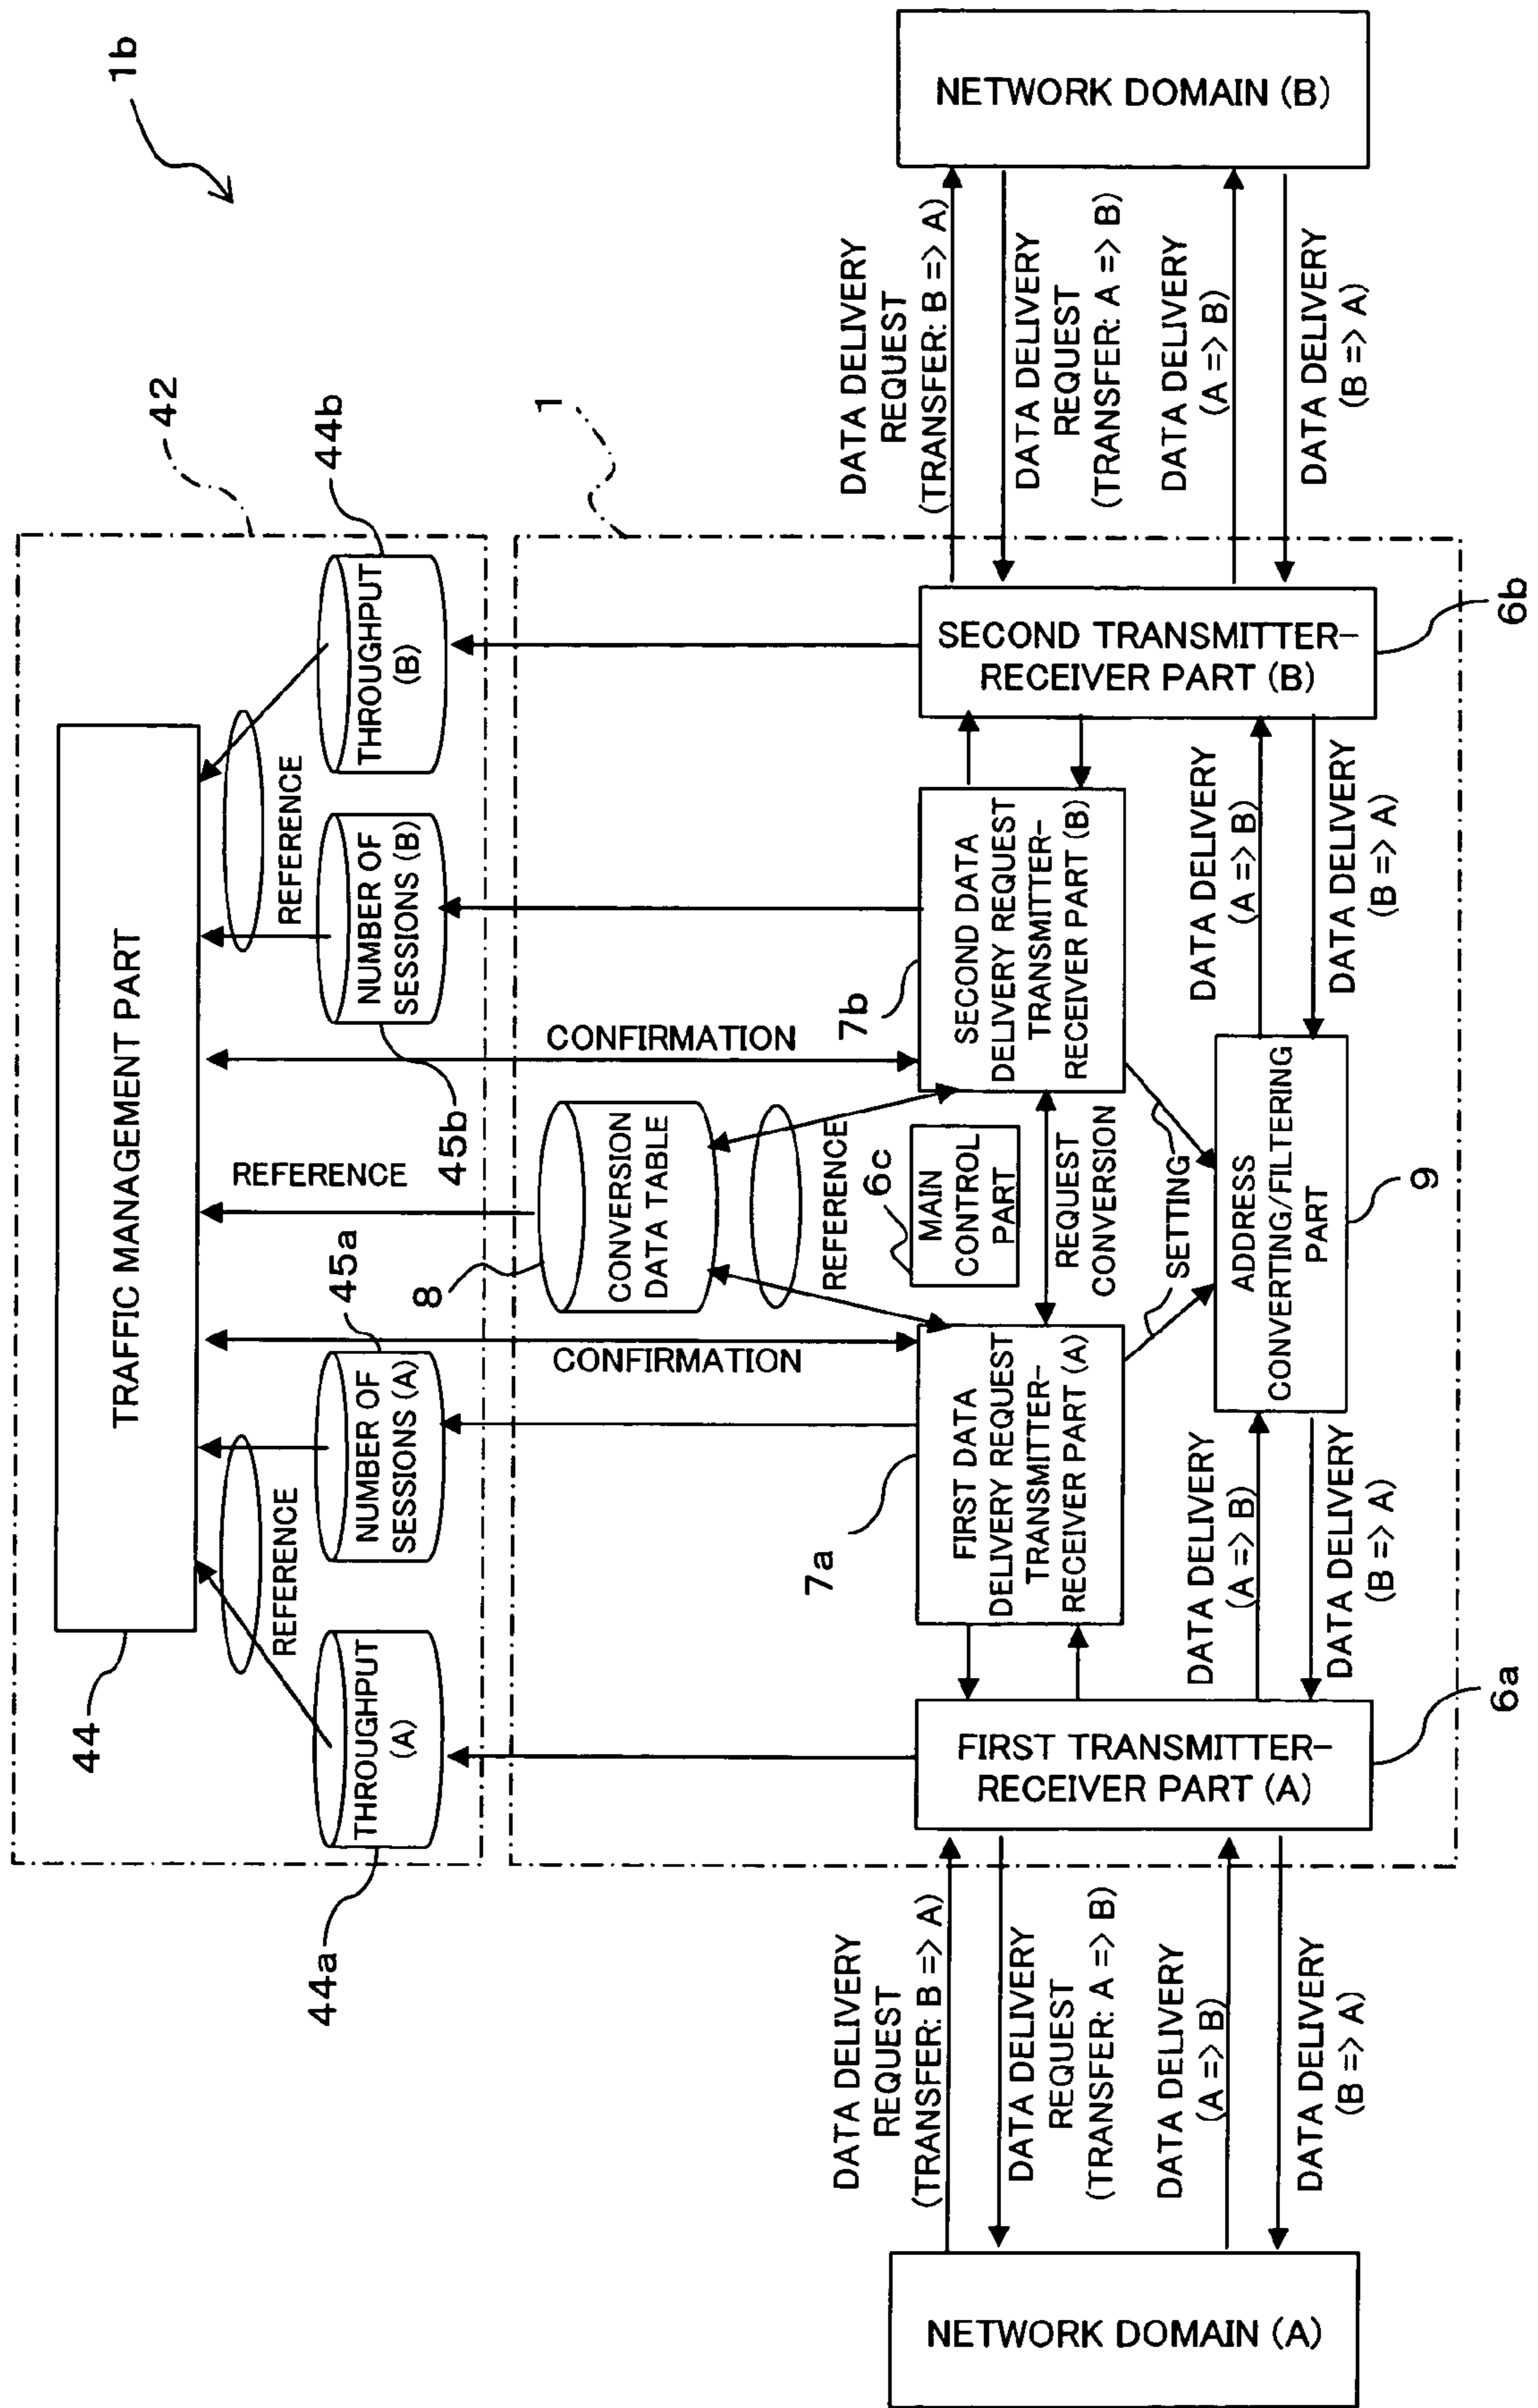 1b
42
TRAFFIC MANAGEMENT PART
44
REFERENCE
REFERENCE
REFERENCE
44a
THROUGHPUT
(A)
NUMBER OF
SESSIONS (A)
45a
45b
NUMBER OF
SESSIONS (B)
THROUGHPUT
(B)
44b
1
CONFIRMATION
CONFIRMATION
8
CONVERSION
DATA TABLE
REFERENCE
6c
MAIN
CONTROL
PART
7a
FIRST DATA
DELIVERY REQUEST
TRANSMITTER-
RECEIVER PART (A)
REQUEST
CONVERSION
7b
SECOND DATA
DELIVERY REQUEST
TRANSMITTER-
RECEIVER PART (B)
SETTING
ADDRESS
CONVERTING/FILTERING
PART
9
NETWORK DOMAIN (A)
DATA DELIVERY
REQUEST
(TRANSFER: B => A)
DATA DELIVERY
REQUEST
(TRANSFER: A => B)
DATA DELIVERY
(A => B)
DATA DELIVERY
(B => A)
FIRST TRANSMITTER-
RECEIVER PART (A)
6a
DATA DELIVERY
(A => B)
DATA DELIVERY
(B => A)
DATA DELIVERY
(A => B)
DATA DELIVERY
(B => A)
SECOND TRANSMITTER-
RECEIVER PART (B)
6b
DATA DELIVERY
REQUEST
(TRANSFER: B => A)
DATA DELIVERY
REQUEST
(TRANSFER: A => B)
DATA DELIVERY
(A => B)
DATA DELIVERY
(B => A)
NETWORK DOMAIN (B)